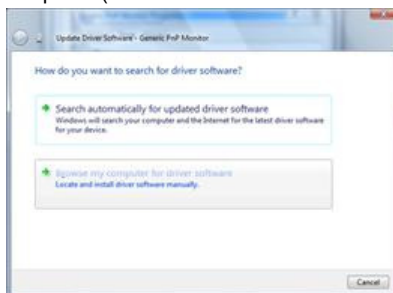 Update Driver Software - Generic PnP Monitor
How do you want to search for driver software?
Search automatically for updated driver software
Windows will search your computer and the Internet for the latest driver software
for your device.
Browse my computer for driver software
Locate and install driver software manually.
Cancel